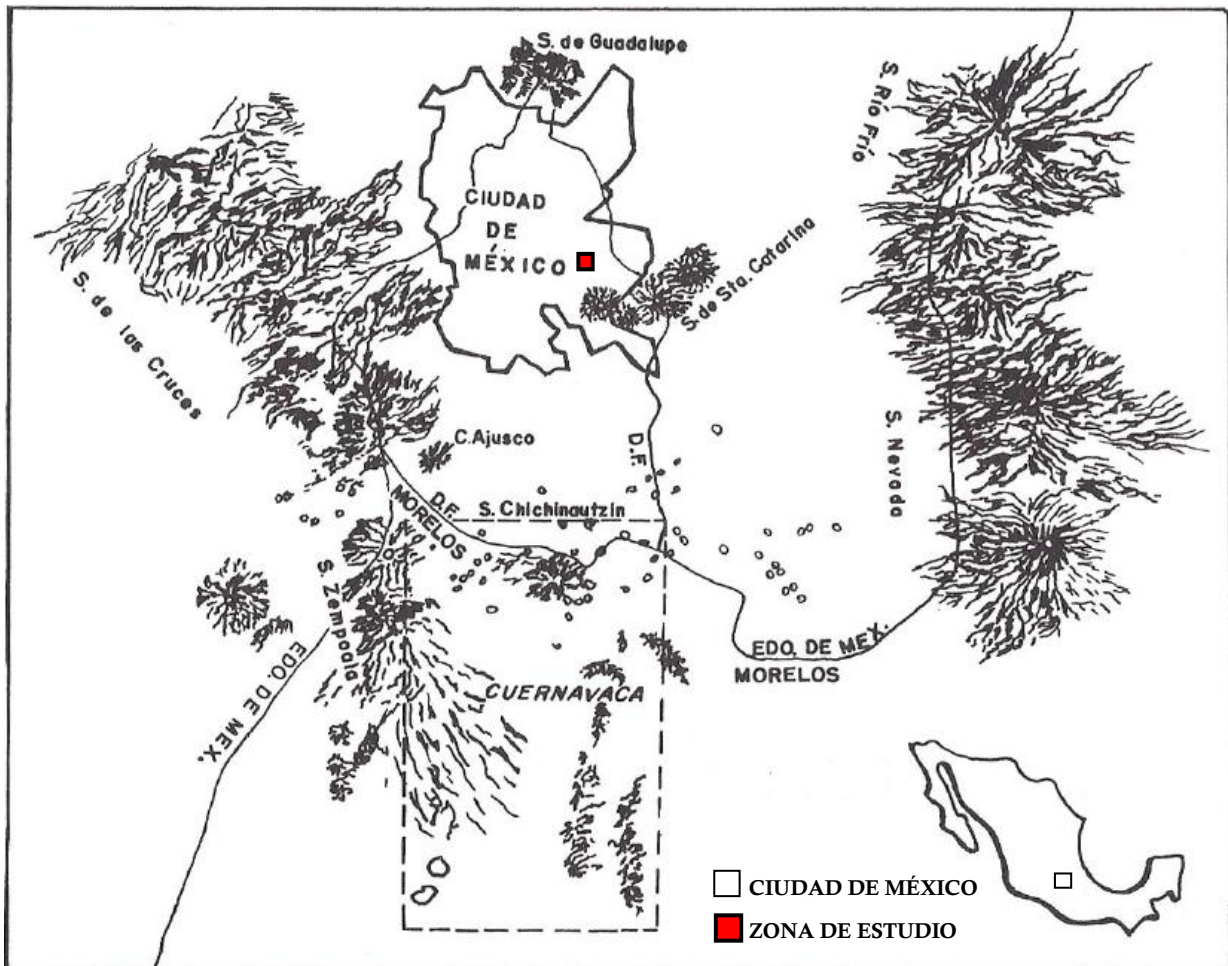 S. de Guadalupe
S. Río Frío
CIUDAD
DE
MÉXICO
S. de Sta. Catarina
S. de las Cruces
C. Ajusco
D.F.
S. Nevada
D.F.
MORELOS
S. Chichinautzin
S. Zempoala
EDO. DE MEX.
EDO. DE MEX.
MORELOS
CUERNAVACA
CIUDAD DE MÉXICO
ZONA DE ESTUDIO